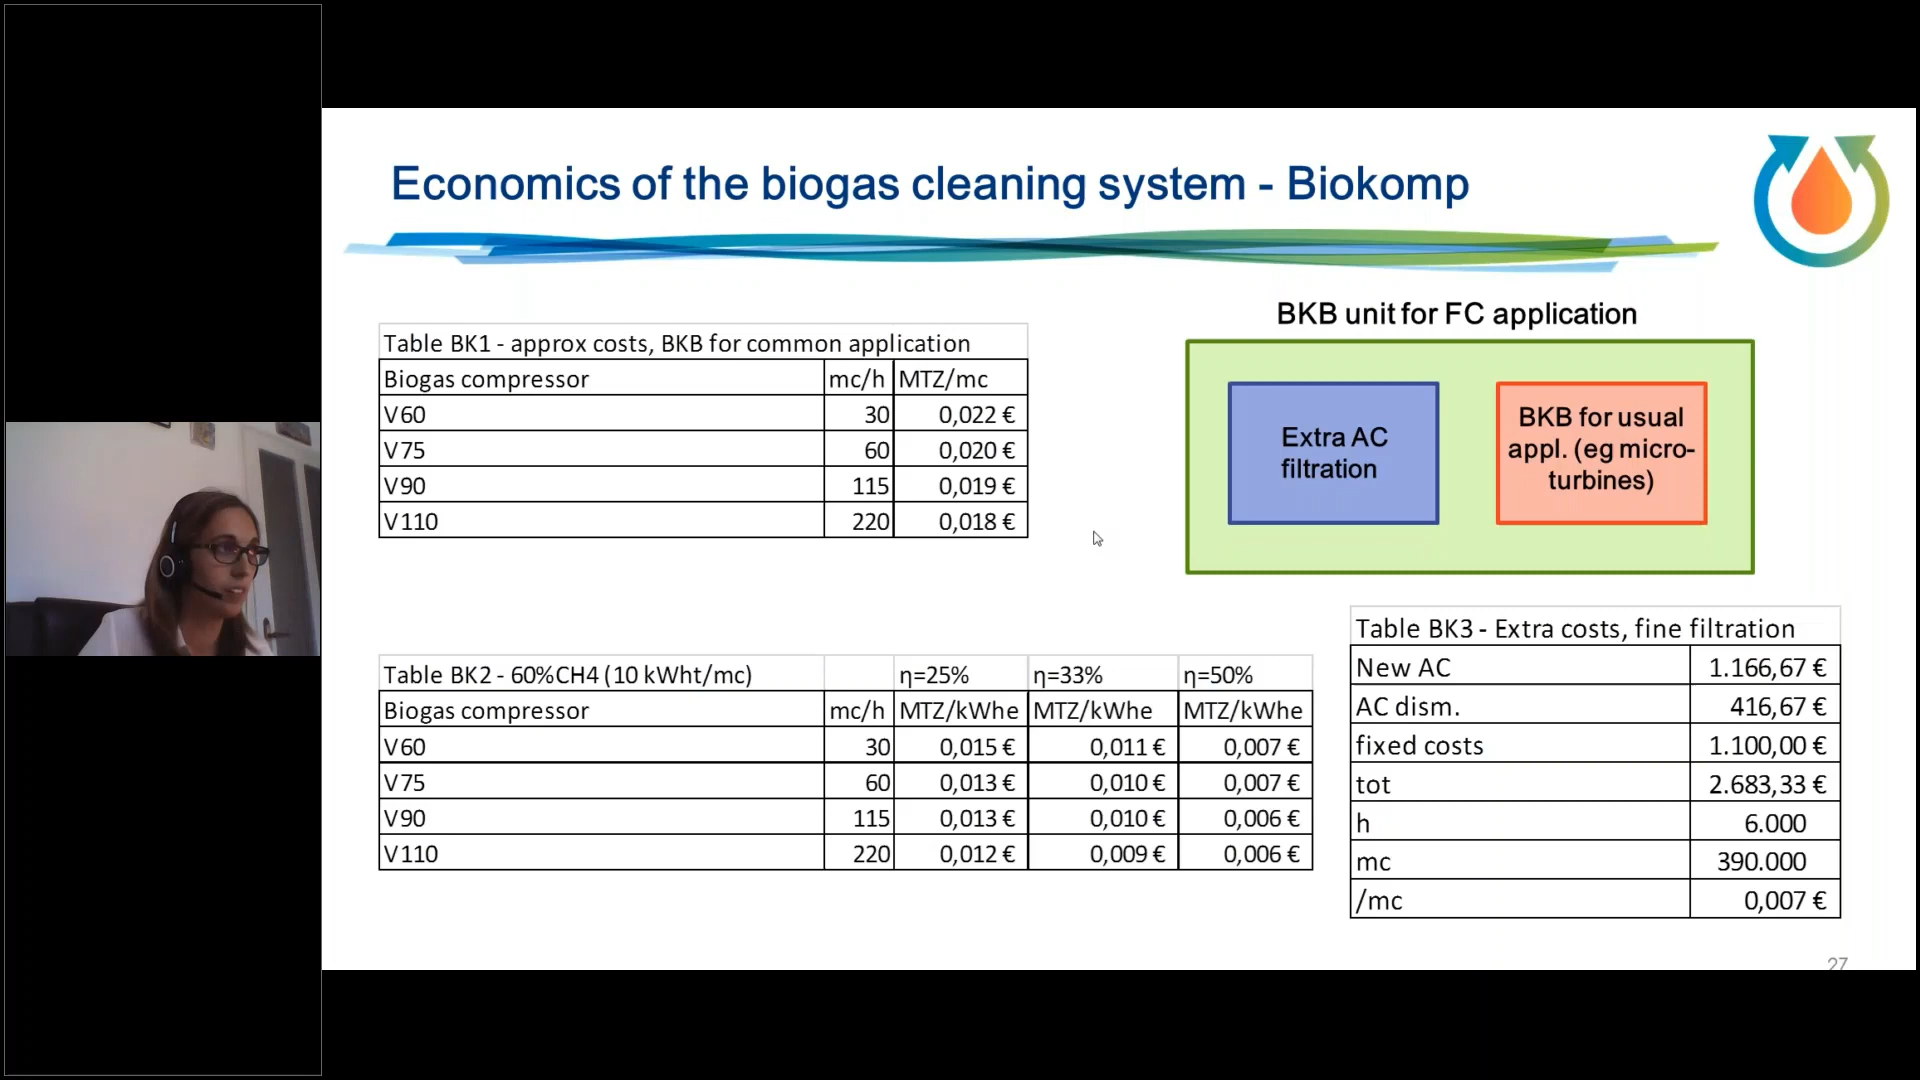 Economics of the biogas cleaning system - Biokomp
Table BK1 - approx costs, BKB for common application
Biogas compressor mc/h MTZ/mc
V60 30 0,022 €
V75 60 0,020 €
V90 115 0,019 €
V110 220 0,018 €
BKB unit for FC application
Extra AC
filtration
BKB for usual
appl. (eg micro-
turbines)
Table BK2 - 60%CH4 (10 kWht/mc) η=25% η=33% η=50%
Biogas compressor mc/h MTZ/kWhe MTZ/kWhe MTZ/kWhe
V60 30 0,015 € 0,011 € 0,007 €
V75 60 0,013 € 0,010 € 0,007 €
V90 115 0,013 € 0,010 € 0,006 €
V110 220 0,012 € 0,009 € 0,006 €
Table BK3 - Extra costs, fine filtration
New AC 1.166,67 €
AC dism. 416,67 €
fixed costs 1.100,00 €
tot 2.683,33 €
h 6.000
mc 390.000
/mc 0,007 €
27